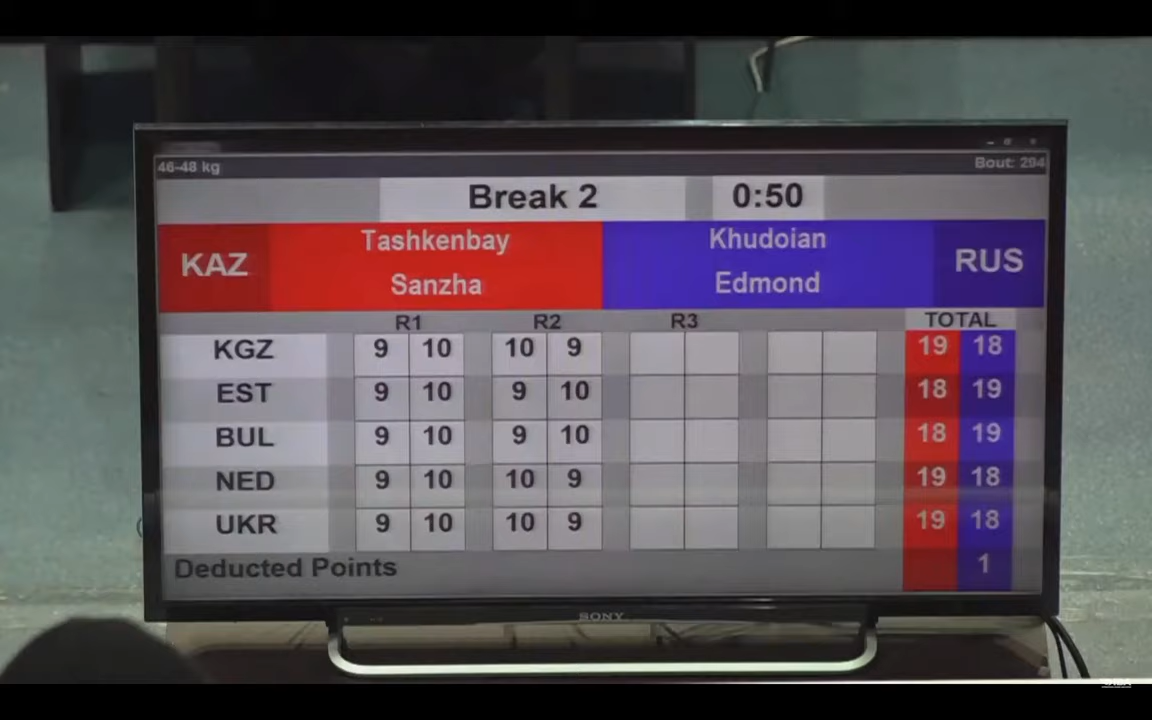 46-48 kg Bout: 294
Break 2 0:50
KAZ Tashkenbay Sanzha Khudoian Edmond RUS
R1 R2 R3 TOTAL
KGZ 9 10 10 9 19 18
EST 9 10 9 10 18 19
BUL 9 10 9 10 18 19
NED 9 10 10 9 19 18
UKR 9 10 10 9 19 18
Deducted Points 1
SONY